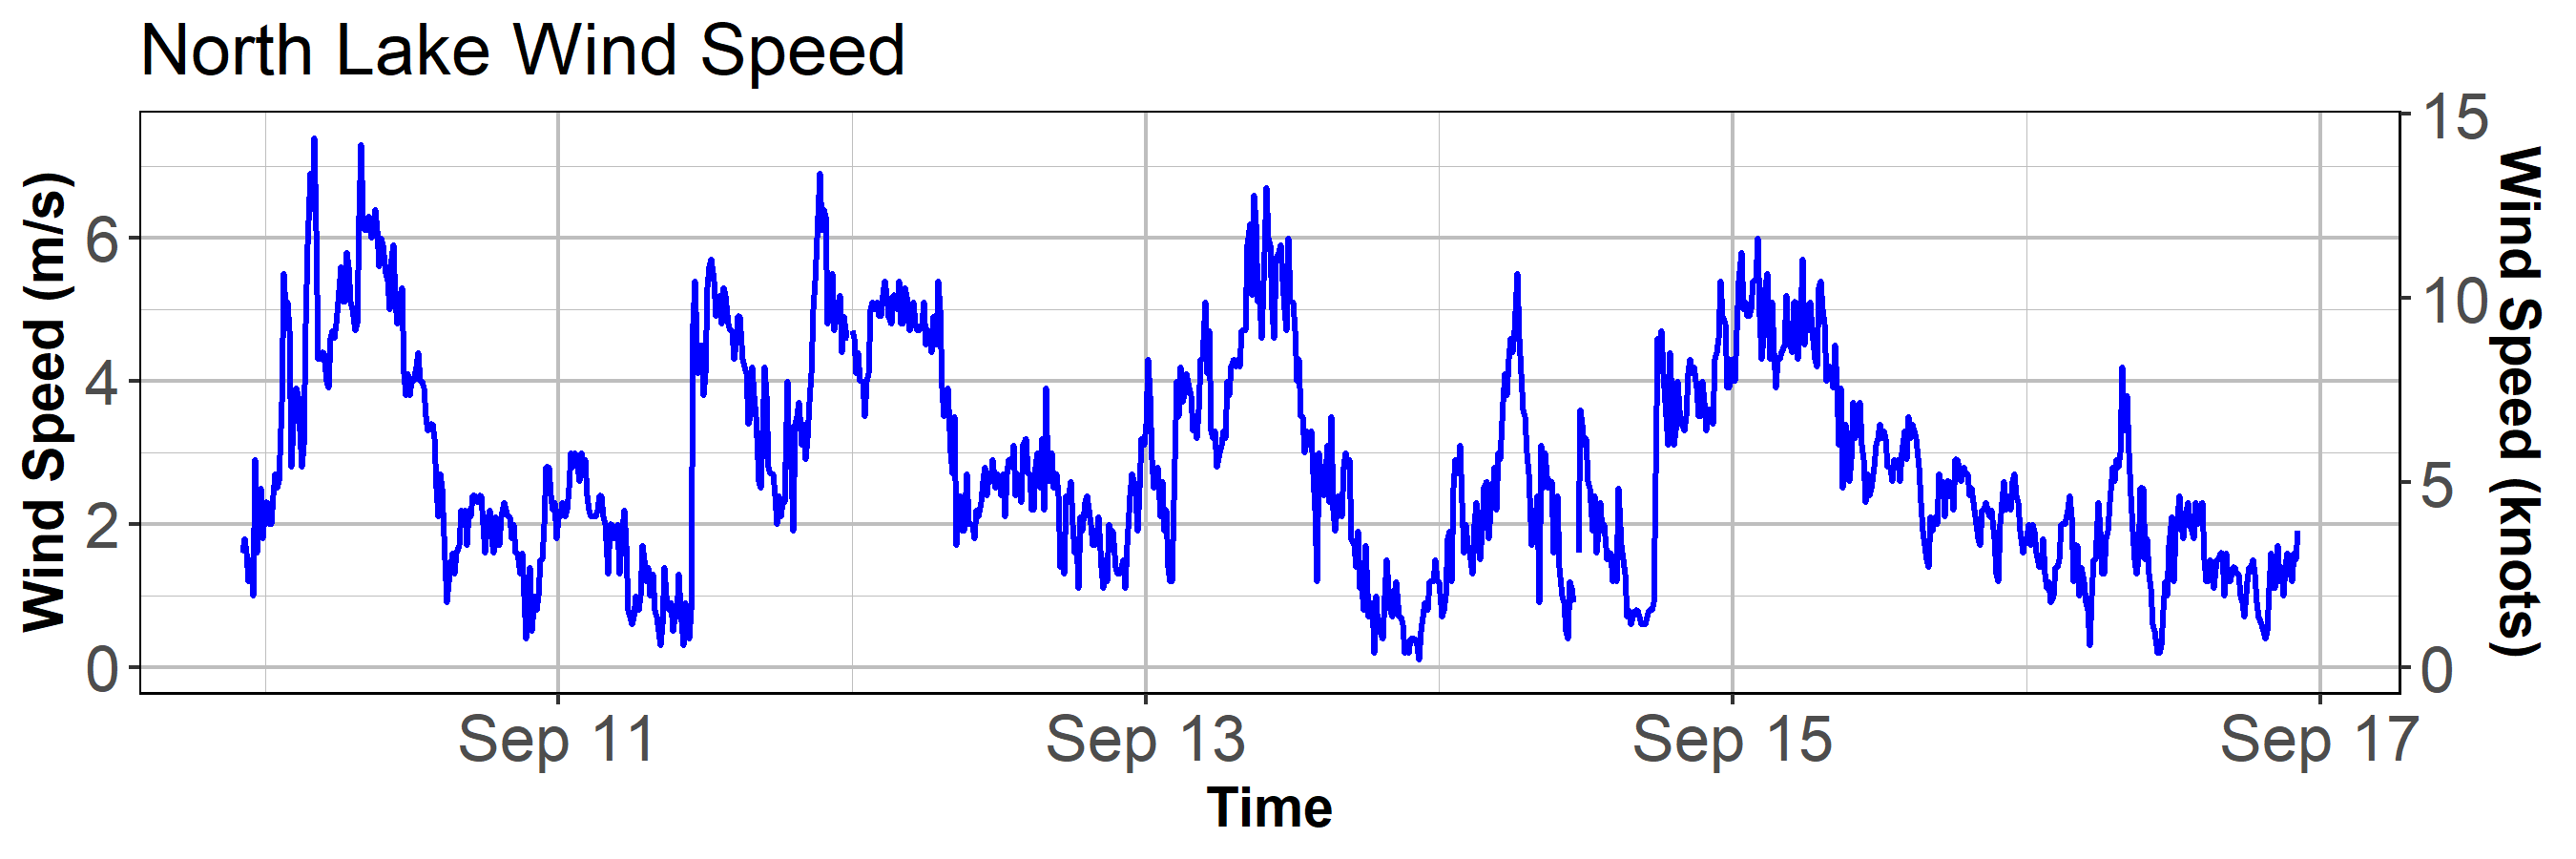 North Lake Wind Speed
Wind Speed (m/s)
6
4
2
0
15
10
5
0
Wind Speed (knots)
Sep 11 Sep 13 Sep 15 Sep 17
Time